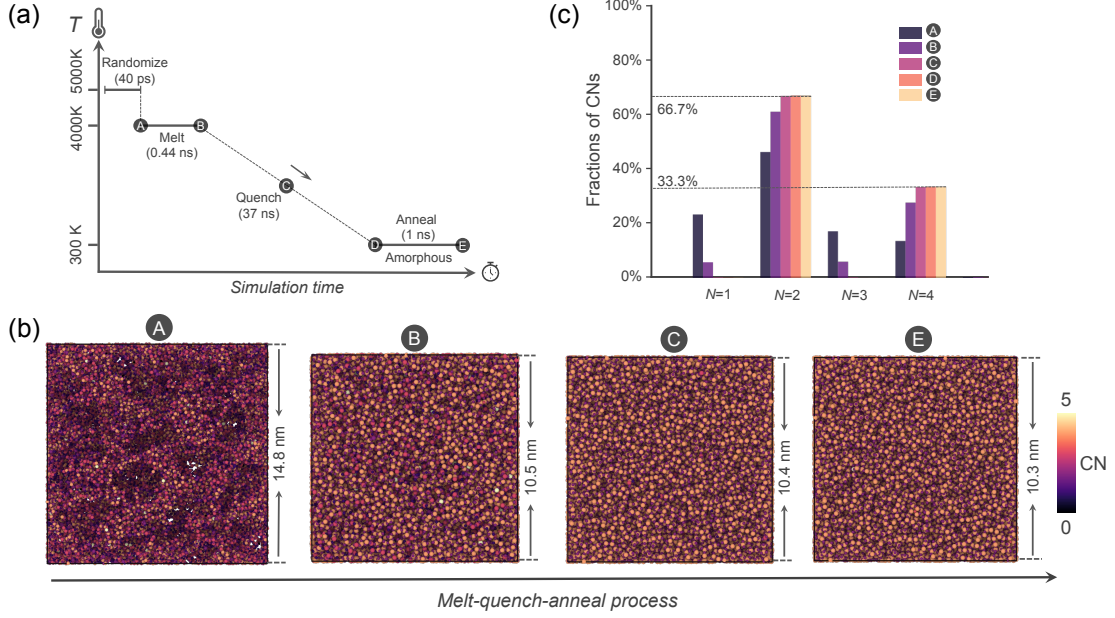 (a)
T
5000K
4000K
300 K
Randomize
(40 ps)
A
B
Melt
(0.44 ns)
C
Quench
(37 ns)
D
Anneal
(1 ns)
E
Amorphous
Simulation time
(c)
Fractions of CNs
100%
80%
60%
40%
20%
0%
66.7%
33.3%
A
B
C
D
E
N=1
N=2
N=3
N=4
(b)
A
14.8 nm
B
10.5 nm
C
10.4 nm
E
10.3 nm
5
CN
0
Melt-quench-anneal process